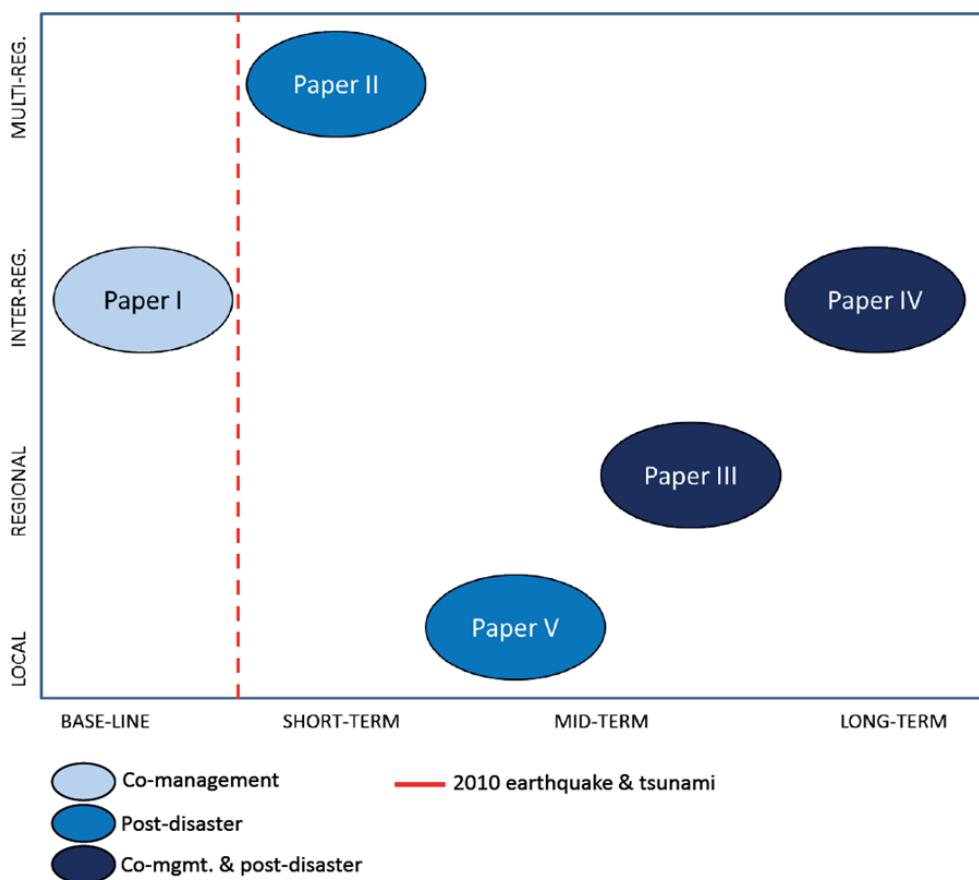 MULTI-REG.
INTER-REG.
REGIONAL
LOCAL
Paper II
Paper I
Paper IV
Paper III
Paper V
BASE-LINE
SHORT-TERM
MID-TERM
LONG-TERM
Co-management
2010 earthquake & tsunami
Post-disaster
Co-mgmt. & post-disaster